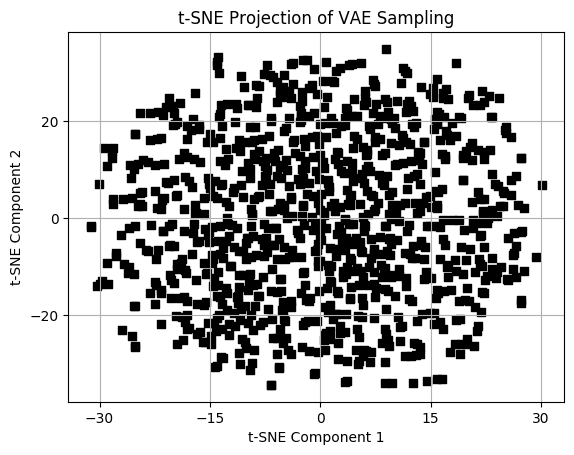 t-SNE Projection of VAE Sampling
t-SNE Component 2
20
0
−20
−30 −15 0 15 30
t-SNE Component 1